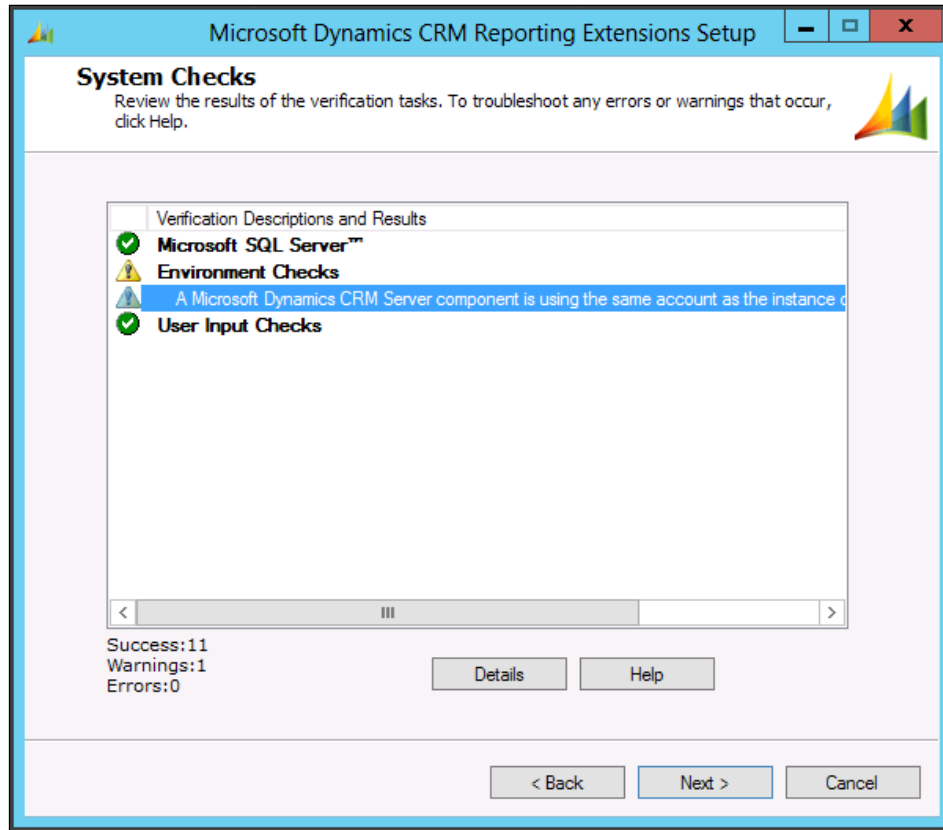 Microsoft Dynamics CRM Reporting Extensions Setup
System Checks
Review the results of the verification tasks. To troubleshoot any errors or warnings that occur,
click Help.
Verification Descriptions and Results
Microsoft SQL Server™
Environment Checks
A Microsoft Dynamics CRM Server component is using the same account as the instance
User Input Checks
Success:11
Warnings:1
Errors:0
Details
Help
< Back
Next >
Cancel